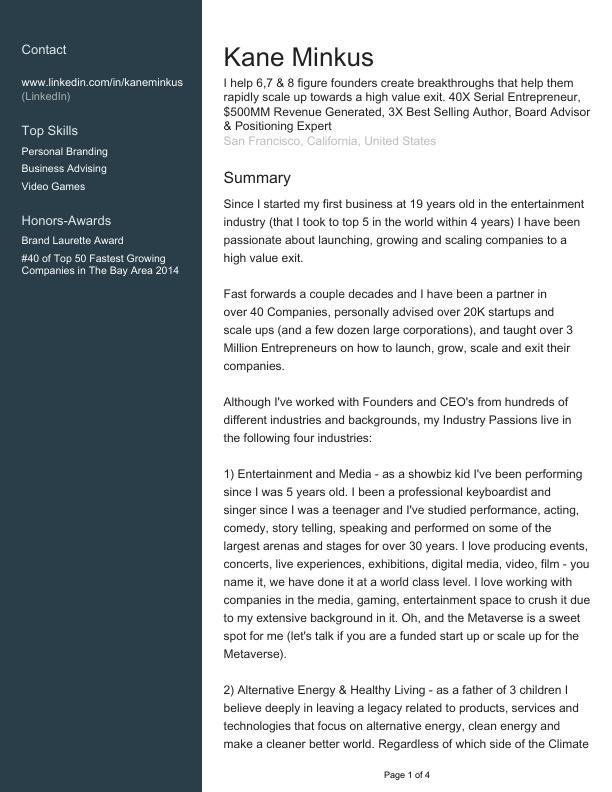 Contact
www.linkedin.com/in/kaneminkus
(LinkedIn)
Top Skills
Personal Branding
Business Advising
Video Games
Honors-Awards
Brand Laurette Award
#40 of Top 50 Fastest Growing
Companies in The Bay Area 2014
Kane Minkus
I help 6,7 & 8 figure founders create breakthroughs that help them
rapidly scale up towards a high value exit. 40X Serial Entrepreneur,
$500MM Revenue Generated, 3X Best Selling Author, Board Advisor
& Positioning Expert
San Francisco, California, United States
Summary
Since I started my first business at 19 years old in the entertainment
industry (that I took to top 5 in the world within 4 years) I have been
passionate about launching, growing and scaling companies to a
high value exit.
Fast forwards a couple decades and I have been a partner in
over 40 Companies, personally advised over 20K startups and
scale ups (and a few dozen large corporations), and taught over 3
Million Entrepreneurs on how to launch, grow, scale and exit their
companies.
Although I've worked with Founders and CEO's from hundreds of
different industries and backgrounds, my Industry Passions live in
the following four industries:
1) Entertainment and Media - as a showbiz kid I've been performing
since I was 5 years old. I been a professional keyboardist and
singer since I was a teenager and I've studied performance, acting,
comedy, story telling, speaking and performed on some of the
largest arenas and stages for over 30 years. I love producing events,
concerts, live experiences, exhibitions, digital media, video, film - you
name it, we have done it at a world class level. I love working with
companies in the media, gaming, entertainment space to crush it due
to my extensive background in it. Oh, and the Metaverse is a sweet
spot for me (let's talk if you are a funded start up or scale up for the
Metaverse).
2) Alternative Energy & Healthy Living - as a father of 3 children I
believe deeply in leaving a legacy related to products, services and
technologies that focus on alternative energy, clean energy and
make a cleaner better world. Regardless of which side of the Climate
Page 1 of 4